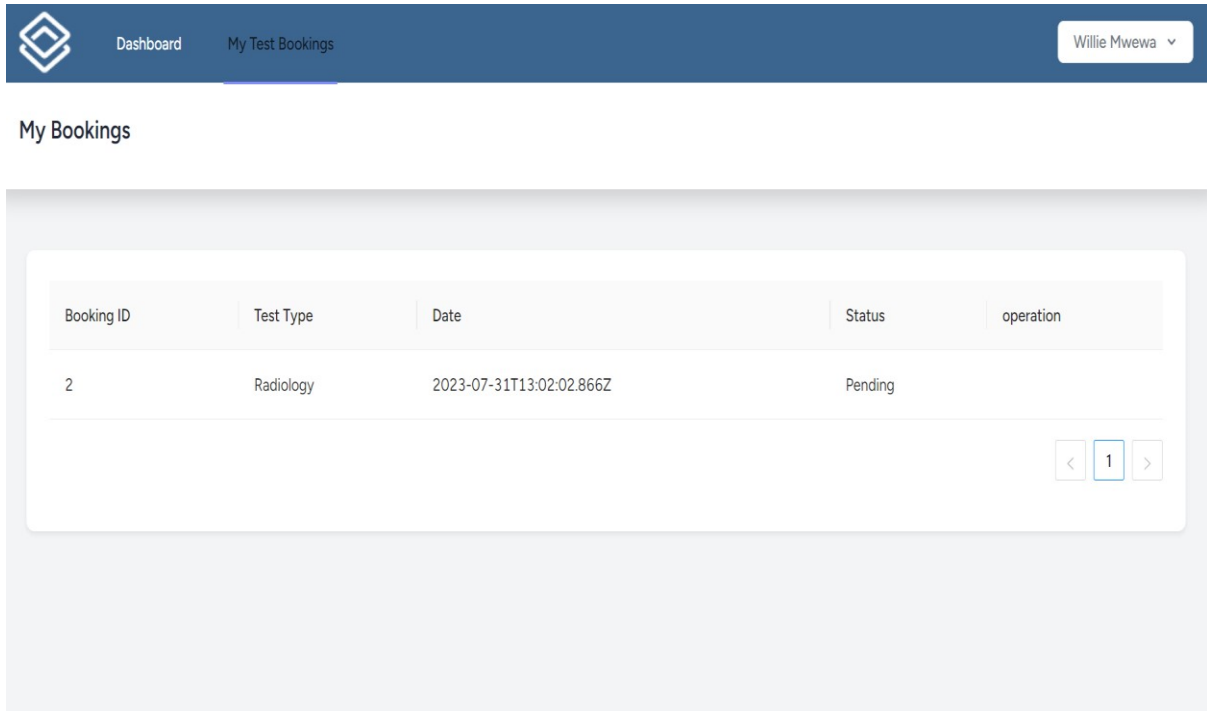 Dashboard My Test Bookings Willie Mwewa
My Bookings
Booking ID Test Type Date Status operation
2 Radiology 2023-07-31T13:02:02.866Z Pending
< 1 >